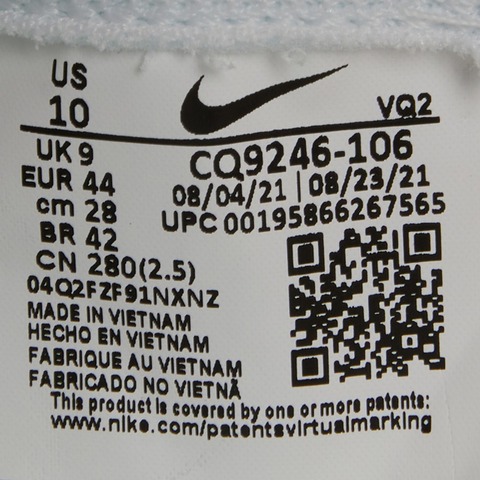 US
10
VQ2
UK 9
EUR 44
cm 28
BR 42
CN 280(2.5)
CQ9246-106
08/04/21 | 08/23/21
UPC 00195866267565
04Q2FZF91NXNZ
MADE IN VIETNAM
HECHO EN VIETNAM
FABRIQUE AU VIETNAM
FABRICADO NO VIETNÃ
This product is covered by one or more patents:
www.nike.com/patentsvirtualmarking